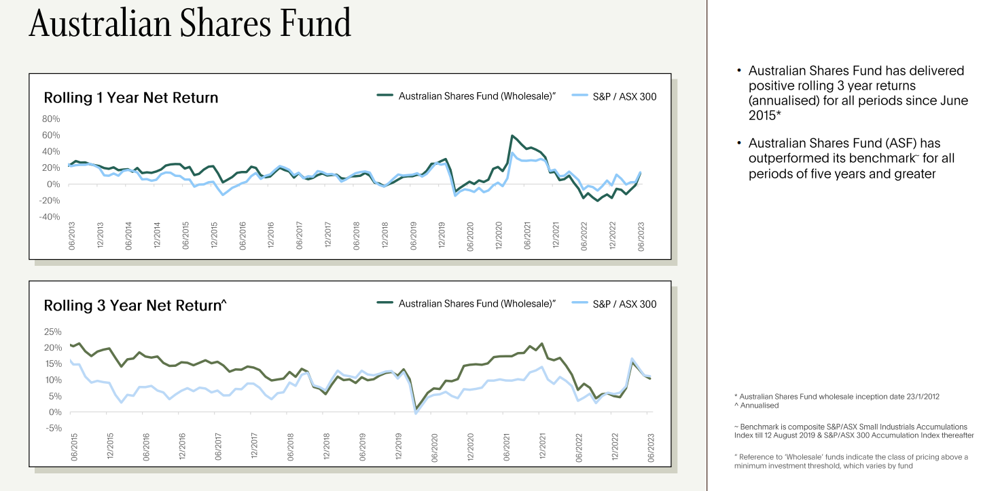 Australian Shares Fund
Rolling 1 Year Net Return
Australian Shares Fund (Wholesale)”
S&P / ASX 300
80%
60%
40%
20%
0%
-20%
-40%
06/2013
12/2013
06/2014
12/2014
06/2015
12/2015
06/2016
12/2016
06/2017
12/2017
06/2018
12/2018
06/2019
12/2019
06/2020
12/2020
06/2021
12/2021
06/2022
12/2022
06/2023
Rolling 3 Year Net Return^
Australian Shares Fund (Wholesale)”
S&P / ASX 300
25%
20%
15%
10%
5%
0%
-5%
06/2015
12/2015
06/2016
12/2016
06/2017
12/2017
06/2018
12/2018
06/2019
12/2019
06/2020
12/2020
06/2021
12/2021
06/2022
12/2022
06/2023
• Australian Shares Fund has delivered
positive rolling 3 year returns
(annualised) for all periods since June
2015*
• Australian Shares Fund (ASF) has
outperformed its benchmark~ for all
periods of five years and greater
* Australian Shares Fund wholesale inception date 23/1/2012
^ Annualised
~ Benchmark is composite S&P/ASX Small Industrials Accumulations
Index till 12 August 2019 & S&P/ASX 300 Accumulation Index thereafter
“ Reference to ‘Wholesale’ funds indicate the class of pricing above a
minimum investment threshold, which varies by fund